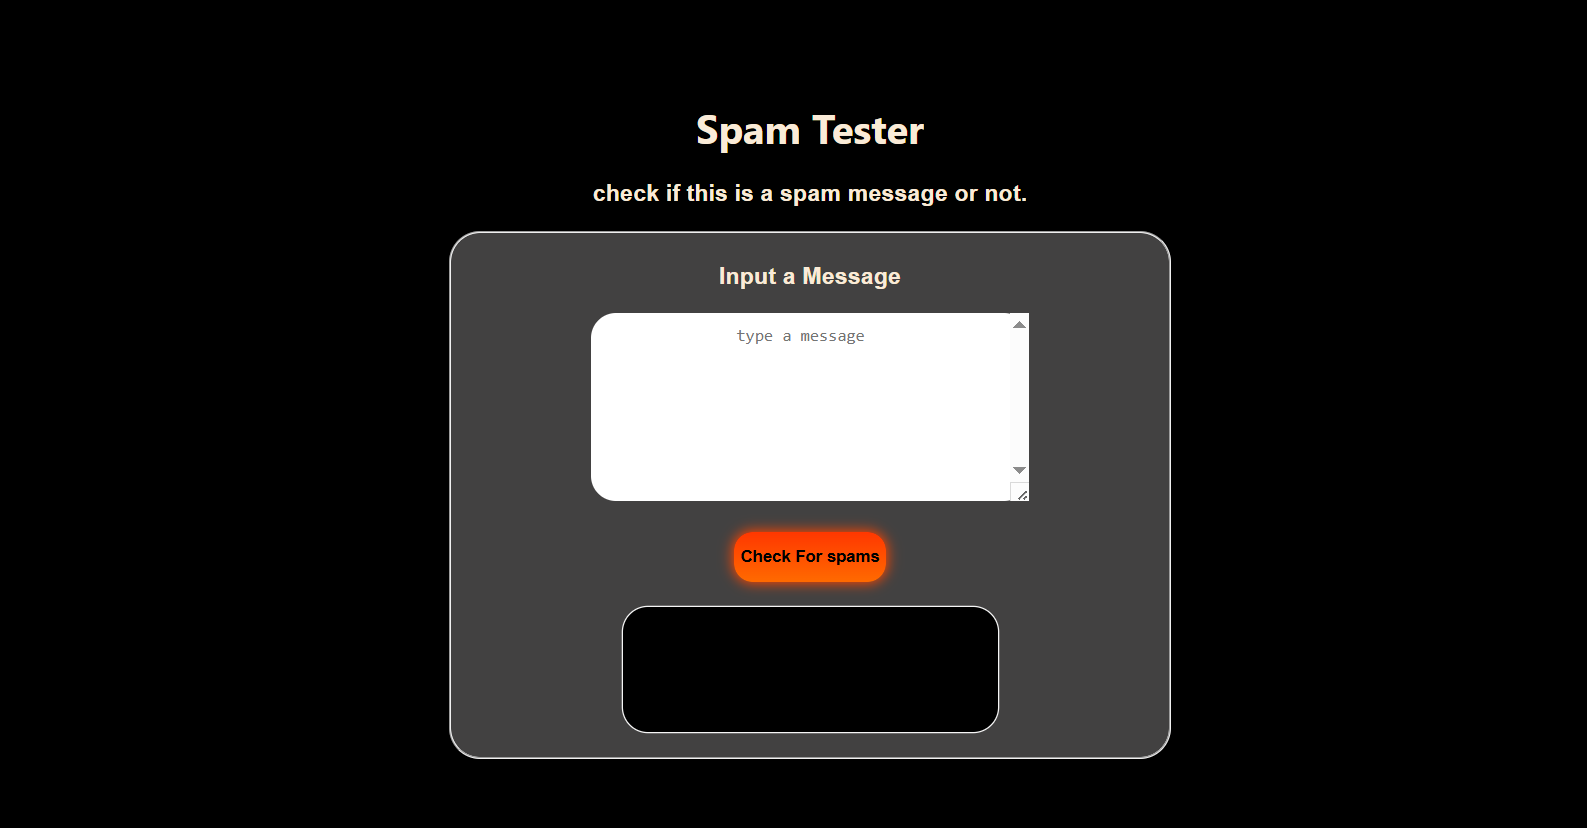 Spam Tester
check if this is a spam message or not.
Input a Message
type a message
Check For spams